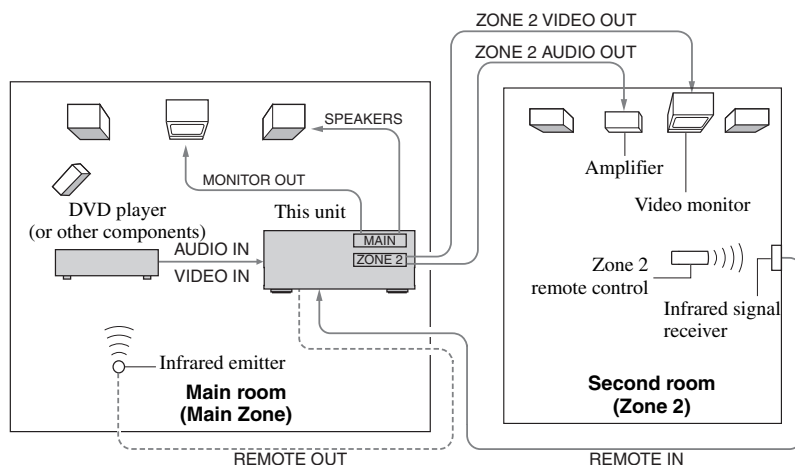 ZONE 2 VIDEO OUT
ZONE 2 AUDIO OUT
SPEAKERS
MONITOR OUT
Amplifier
Video monitor
DVD player
(or other components)
This unit
MAIN
ZONE 2
AUDIO IN
VIDEO IN
Zone 2
remote control
Infrared signal
receiver
Infrared emitter
Main room
(Main Zone)
Second room
(Zone 2)
REMOTE OUT
REMOTE IN